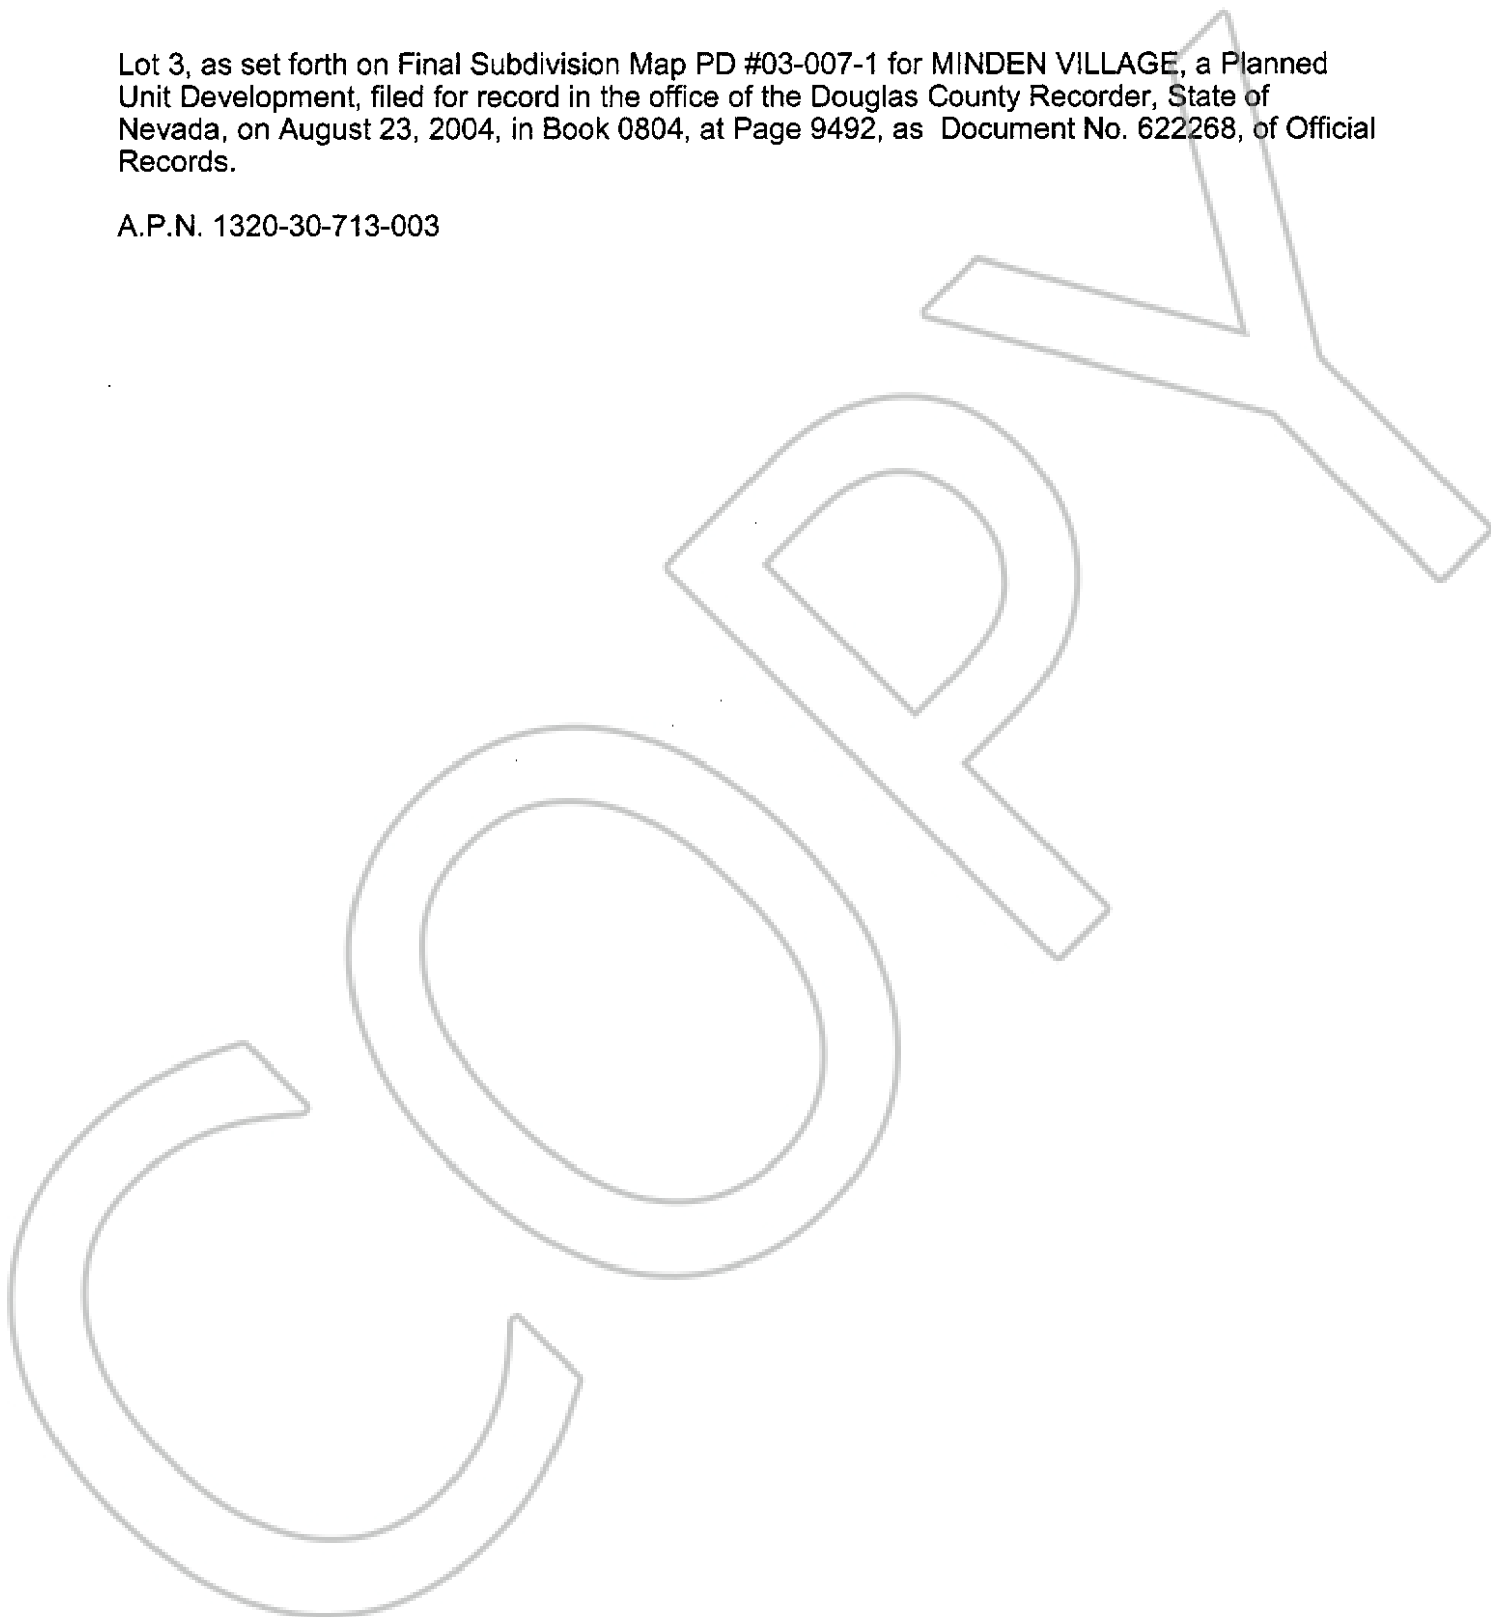 Lot 3, as set forth on Final Subdivision Map PD #03-007-1 for MINDEN VILLAGE, a Planned
Unit Development, filed for record in the office of the Douglas County Recorder, State of
Nevada, on August 23, 2004, in Book 0804, at Page 9492, as Document No. 622268, of Official
Records.
A.P.N. 1320-30-713-003
COPY